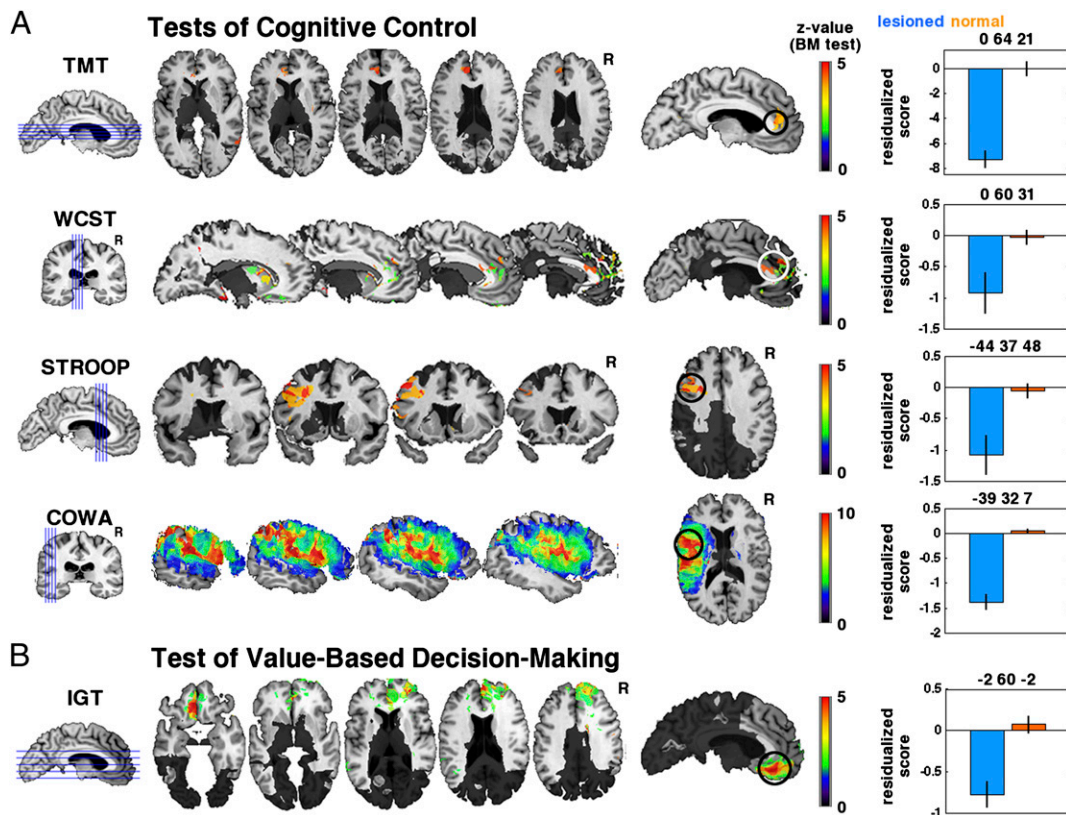 A
Tests of Cognitive Control
z-value
(BM test)
lesioned normal
TMT
R
5
0
0 64 21
residualized
score
0
-2
-4
-6
-8
WCST
R
5
0
0 60 31
residualized
score
0.5
0
-0.5
-1
-1.5
STROOP
R
R
5
0
-44 37 48
residualized
score
0.5
0
-0.5
-1
-1.5
COWA
R
R
10
0
-39 32 7
residualized
score
0.5
0
-0.5
-1
-1.5
-2
B
Test of Value-Based Decision-Making
IGT
R
5
0
-2 60 -2
residualized
score
0.5
0
-0.5
-1